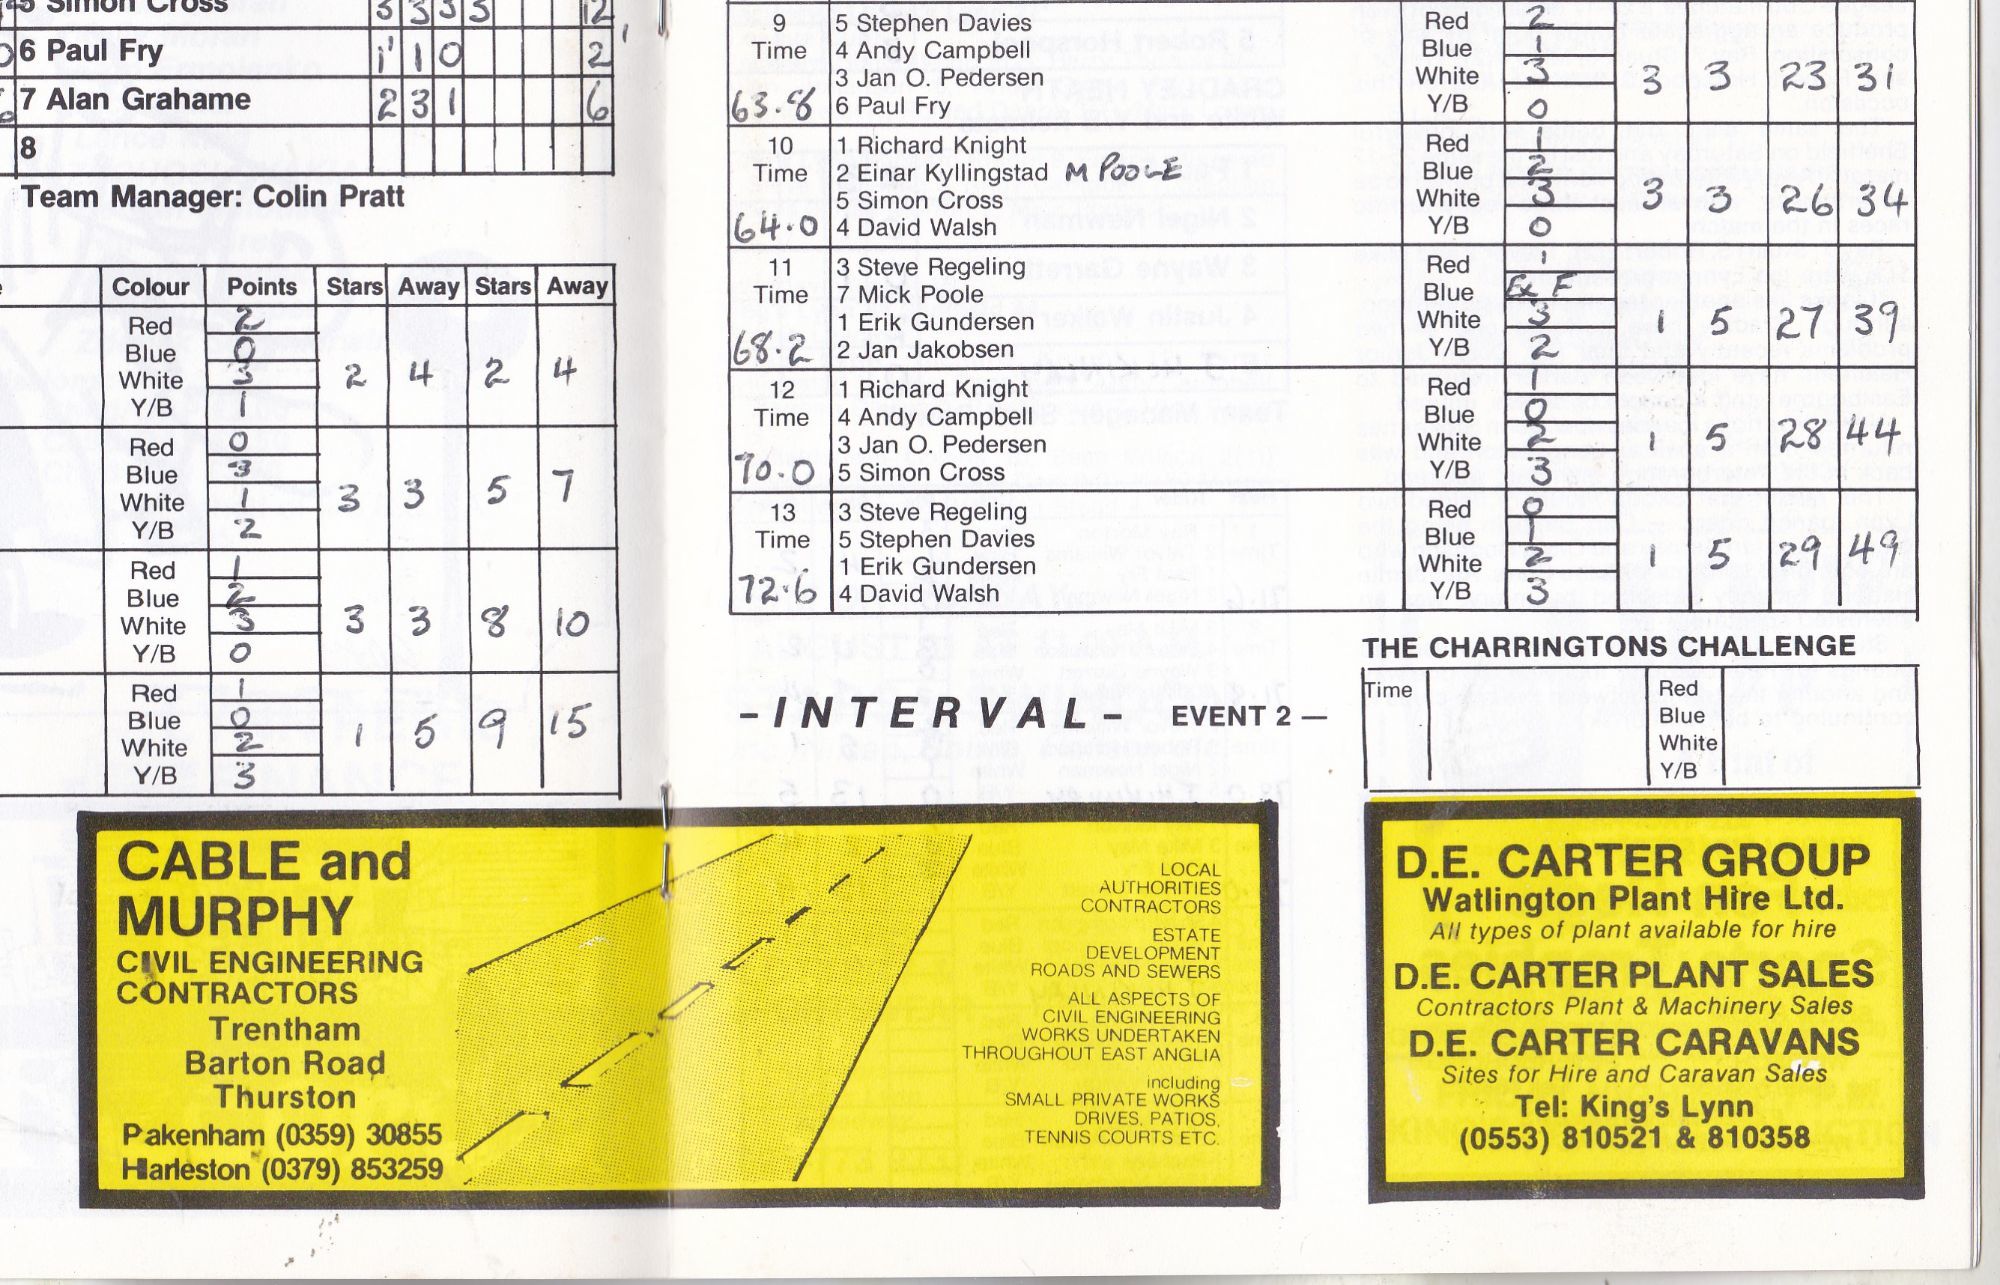 5 Simon Cross 3 3 3 3 12
6 Paul Fry 1' 1 0 2
7 Alan Grahame 2 3 1 6
8
Team Manager: Colin Pratt
Colour Points Stars Away Stars Away
Red 2
Blue 0
White 3 2 4 2 4
Y/B 1
Red 0
Blue 3
White 1 3 3 5 7
Y/B 2
Red 1
Blue 2
White 3 3 3 8 10
Y/B 0
Red 1
Blue 0
White 2 1 5 9 15
Y/B 3
9 5 Stephen Davies Red 2
Time 4 Andy Campbell Blue 1
3 Jan O. Pedersen White 3 3 3 23 31
63.8 6 Paul Fry Y/B 0
10 1 Richard Knight Red 1
Time 2 Einar Kyllingstad M POOLE Blue 2
5 Simon Cross White 3 3 3 26 34
64.0 4 David Walsh Y/B 0
11 3 Steve Regeling Red 1
Time 7 Mick Poole Blue Ex F
1 Erik Gundersen White 3 1 5 27 39
68.2 2 Jan Jakobsen Y/B 2
12 1 Richard Knight Red 1
Time 4 Andy Campbell Blue 0
3 Jan O. Pedersen White 2 1 5 28 44
70.0 5 Simon Cross Y/B 3
13 3 Steve Regeling Red 0
Time 5 Stephen Davies Blue 1
1 Erik Gundersen White 2 1 5 29 49
72.6 4 David Walsh Y/B 3
-INTERVAL- EVENT 2 —
THE CHARRINGTONS CHALLENGE
Time Red
Blue
White
Y/B
CABLE and
MURPHY
CIVIL ENGINEERING
CONTRACTORS
Trentham
Barton Road
Thurston
Pakenham (0359) 30855
Harleston (0379) 853259
LOCAL
AUTHORITIES
CONTRACTORS
ESTATE
DEVELOPMENT
ROADS AND SEWERS
ALL ASPECTS OF
CIVIL ENGINEERING
WORKS UNDERTAKEN
THROUGHOUT EAST ANGLIA
including
SMALL PRIVATE WORKS
DRIVES, PATIOS,
TENNIS COURTS ETC.
D.E. CARTER GROUP
Watlington Plant Hire Ltd.
All types of plant available for hire
D.E. CARTER PLANT SALES
Contractors Plant & Machinery Sales
D.E. CARTER CARAVANS
Sites for Hire and Caravan Sales
Tel: King's Lynn
(0553) 810521 & 810358